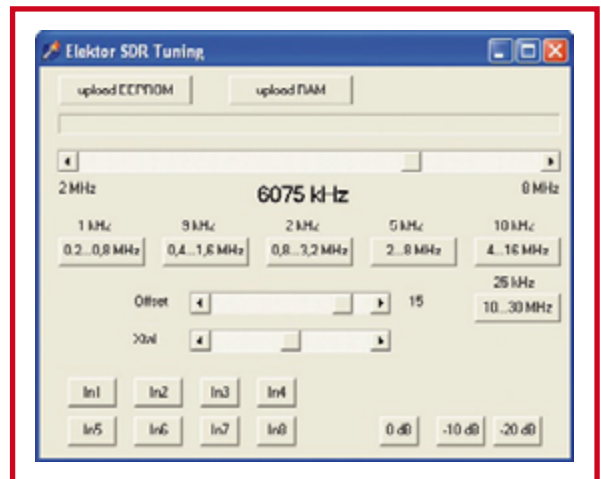 Elektor SDR Tuning
upload EEPROM upload RAM
2 MHz 6075 kHz 8 MHz
1 kHz 9 kHz 2 kHz 5 kHz 10 kHz
0.2...0,8 MHz 0,4...1,6 MHz 0,8...3,2 MHz 2...8 MHz 4...16 MHz
25 kHz
Offset 15 10...30 MHz
Xtal
In1 In2 In3 In4
In5 In6 In7 In8 0 dB -10 dB -20 dB